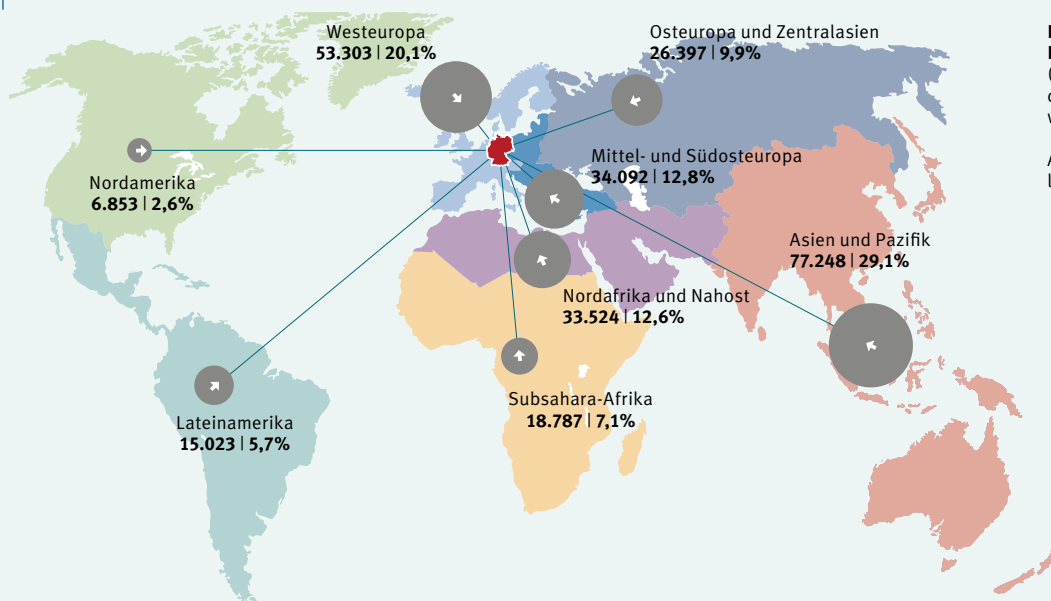 Westeuropa
53.303 | 20,1%
Osteuropa und Zentralasien
26.397 | 9,9%
Mittel- und Südosteuropa
34.092 | 12,8%
Nordamerika
6.853 | 2,6%
Asien und Pazifik
77.248 | 29,1%
Nordafrika und Nahost
33.524 | 12,6%
Subsahara-Afrika
18.787 | 7,1%
Lateinamerika
15.023 | 5,7%